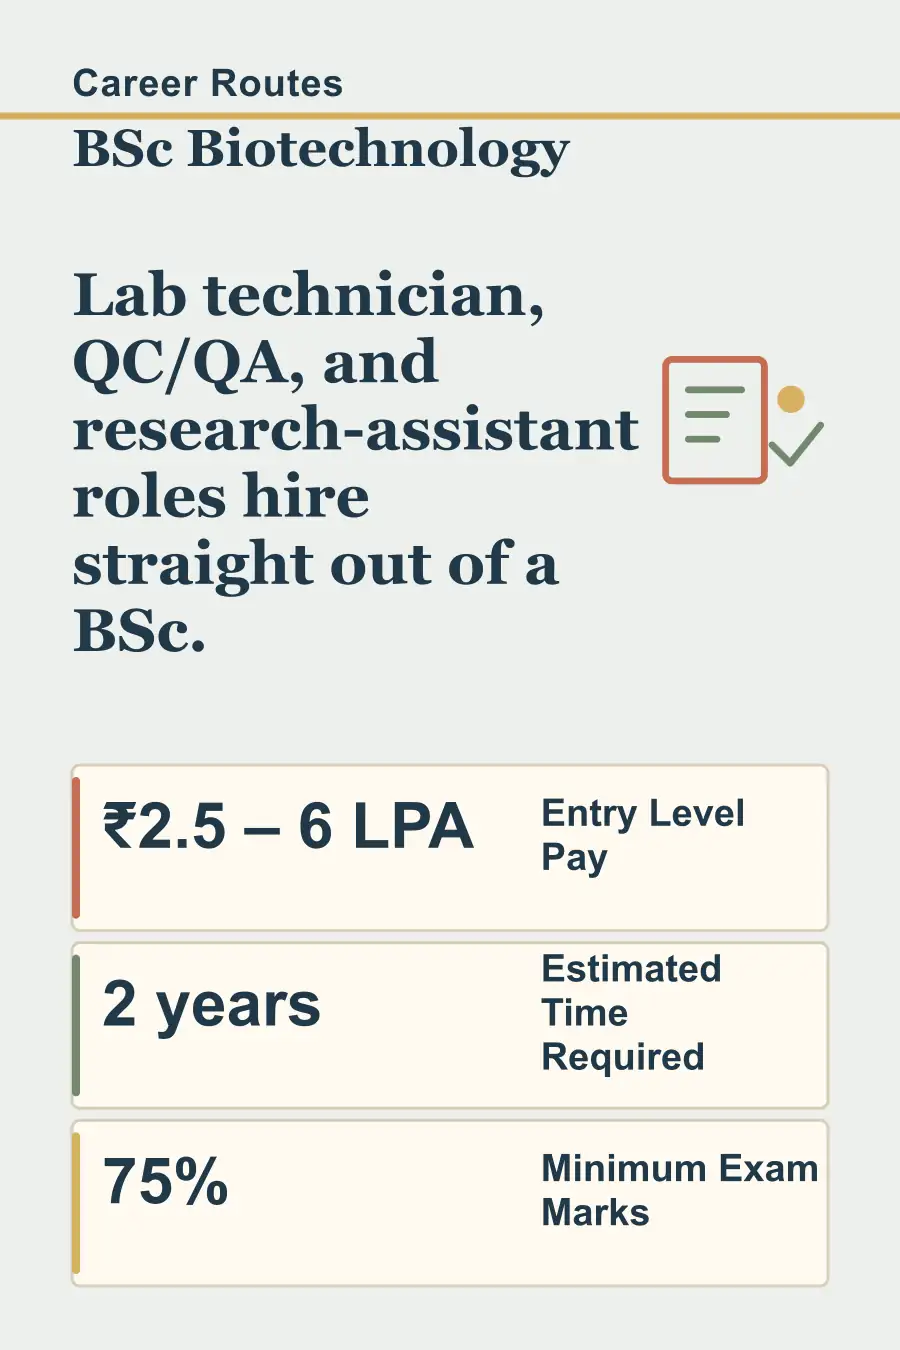 Career Routes
BSc Biotechnology
Lab technician,
QC/QA, and
research-assistant
roles hire
straight out of a
BSc.
₹2.5 – 6 LPA
Entry Level
Pay
2 years
Estimated
Time
Required
75%
Minimum Exam
Marks